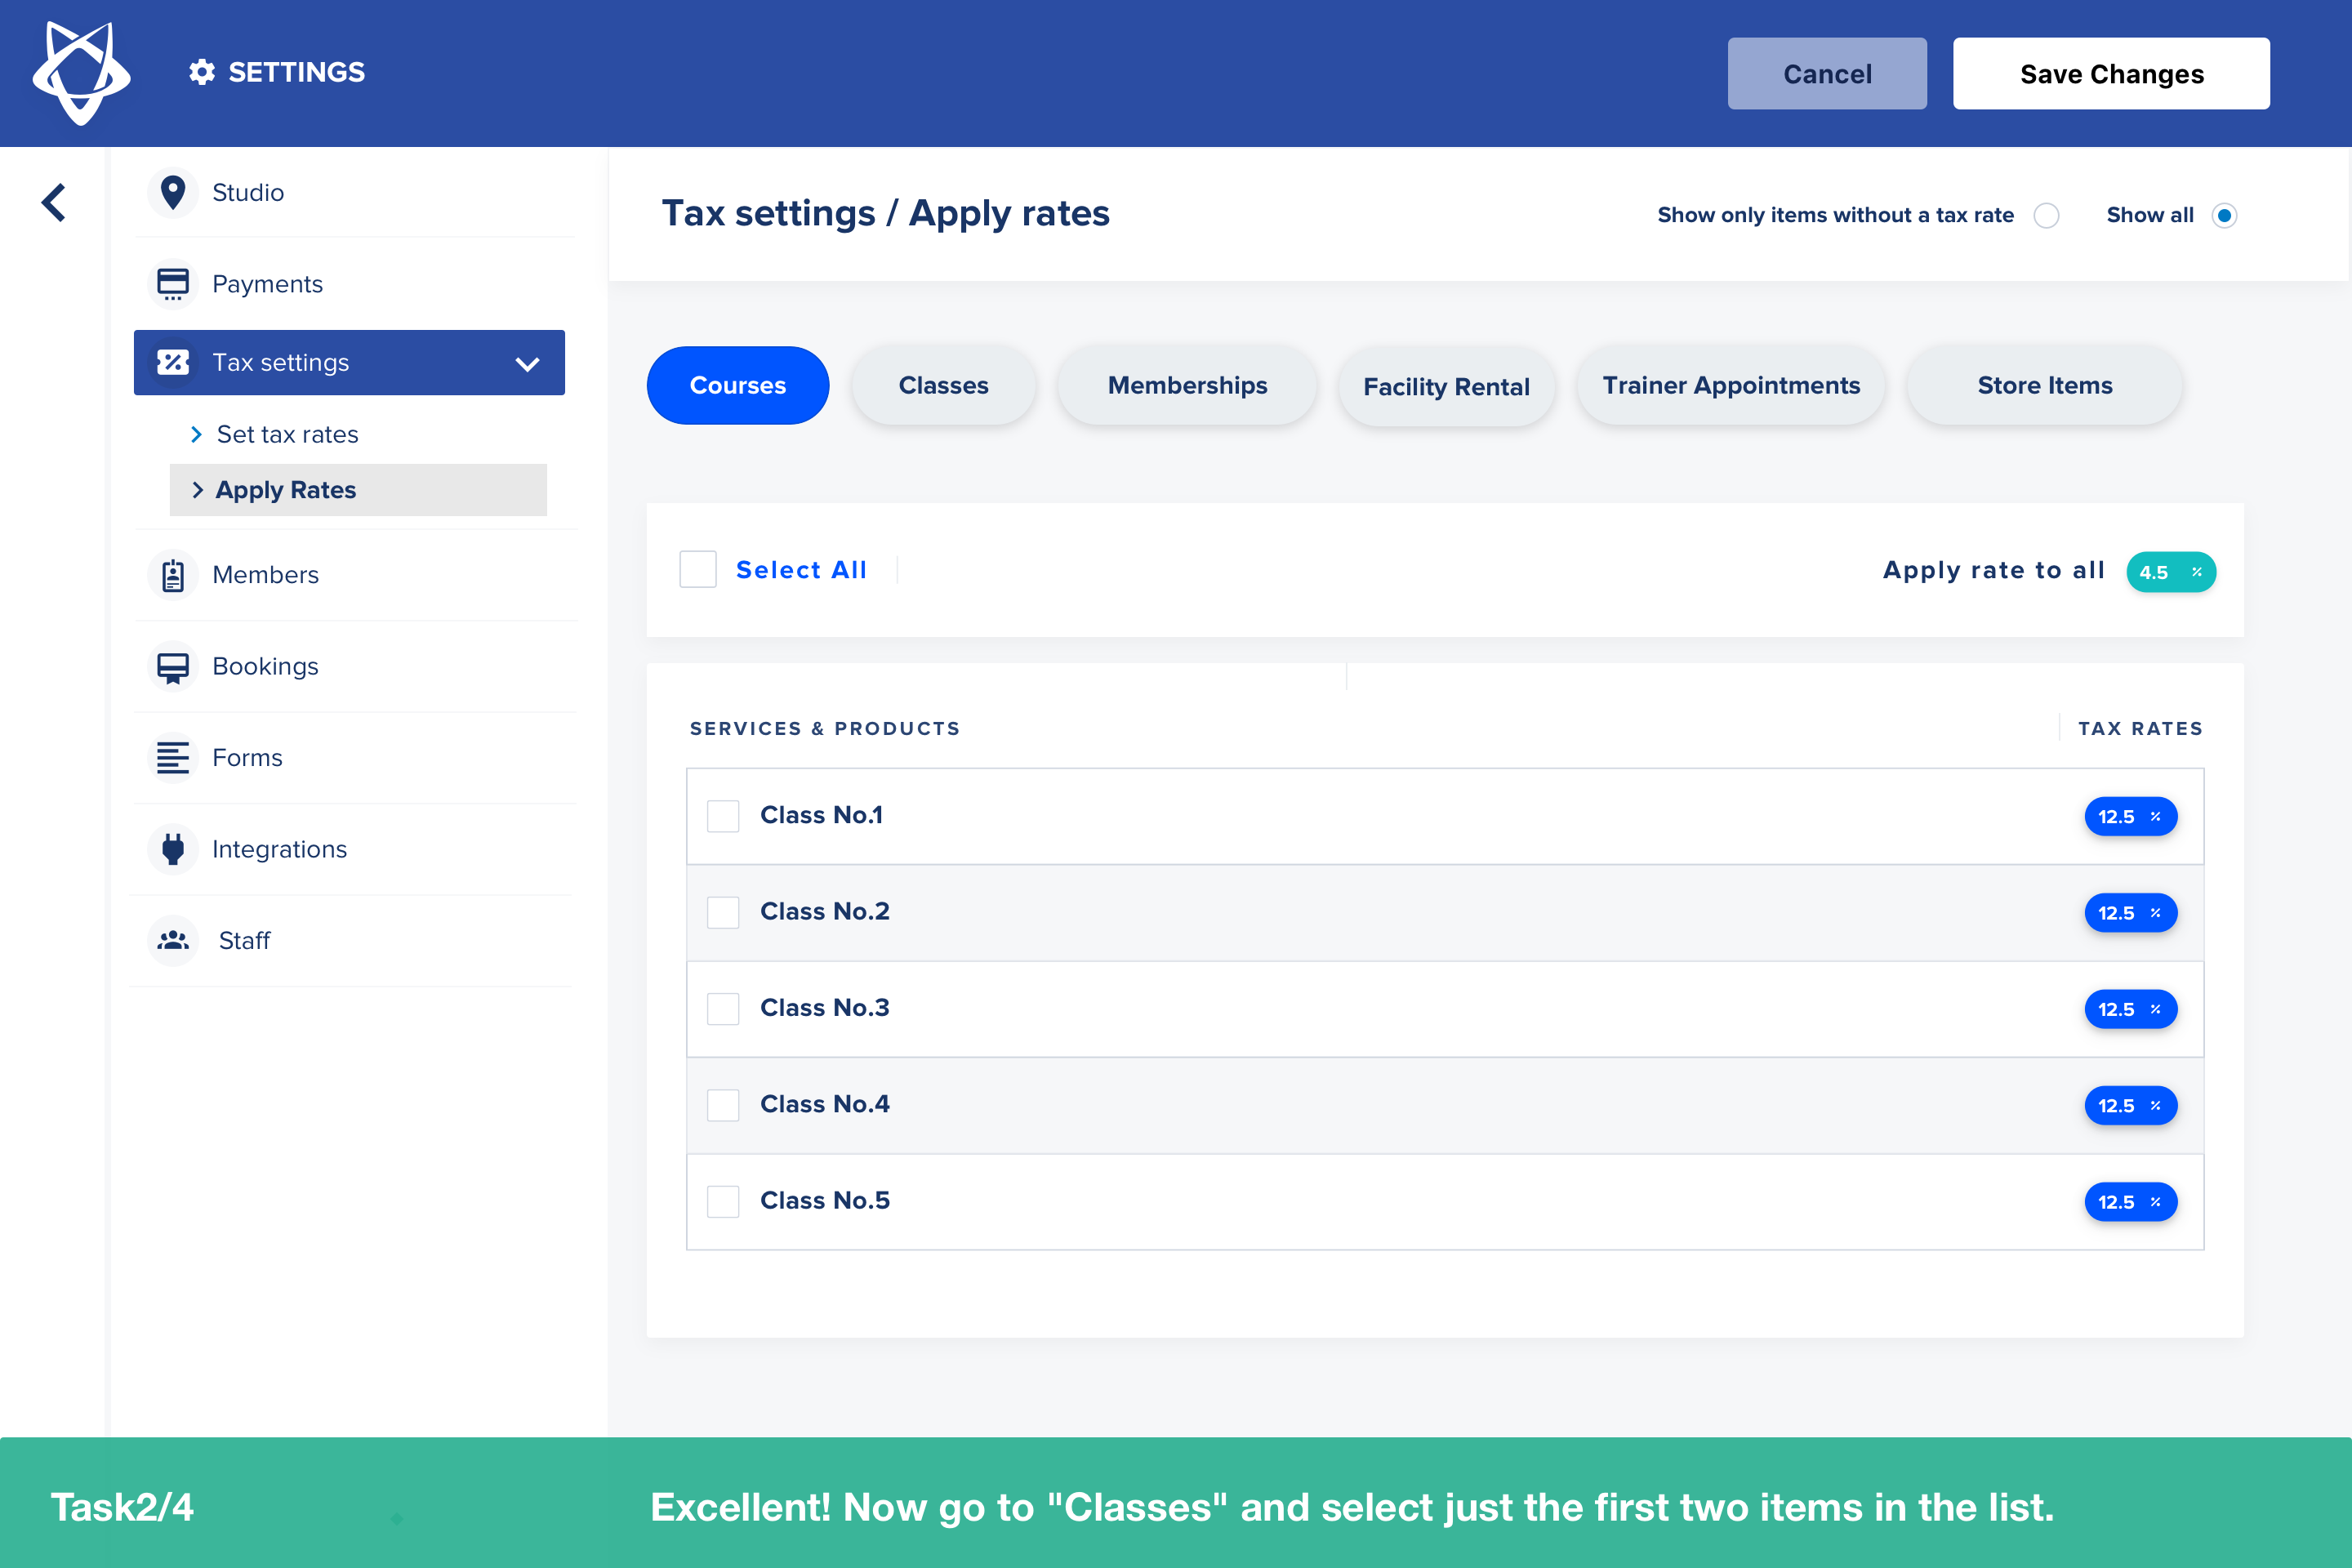 SETTINGS
Cancel
Save Changes
Studio
Payments
Tax settings
Set tax rates
Apply Rates
Members
Bookings
Forms
Integrations
Staff
Tax settings / Apply rates
Show only items without a tax rate
Show all
Courses
Classes
Memberships
Facility Rental
Trainer Appointments
Store Items
Select All
Apply rate to all
4.5 %
SERVICES & PRODUCTS
TAX RATES
Class No.1
12.5 %
Class No.2
12.5 %
Class No.3
12.5 %
Class No.4
12.5 %
Class No.5
12.5 %
Task2/4
Excellent! Now go to "Classes" and select just the first two items in the list.